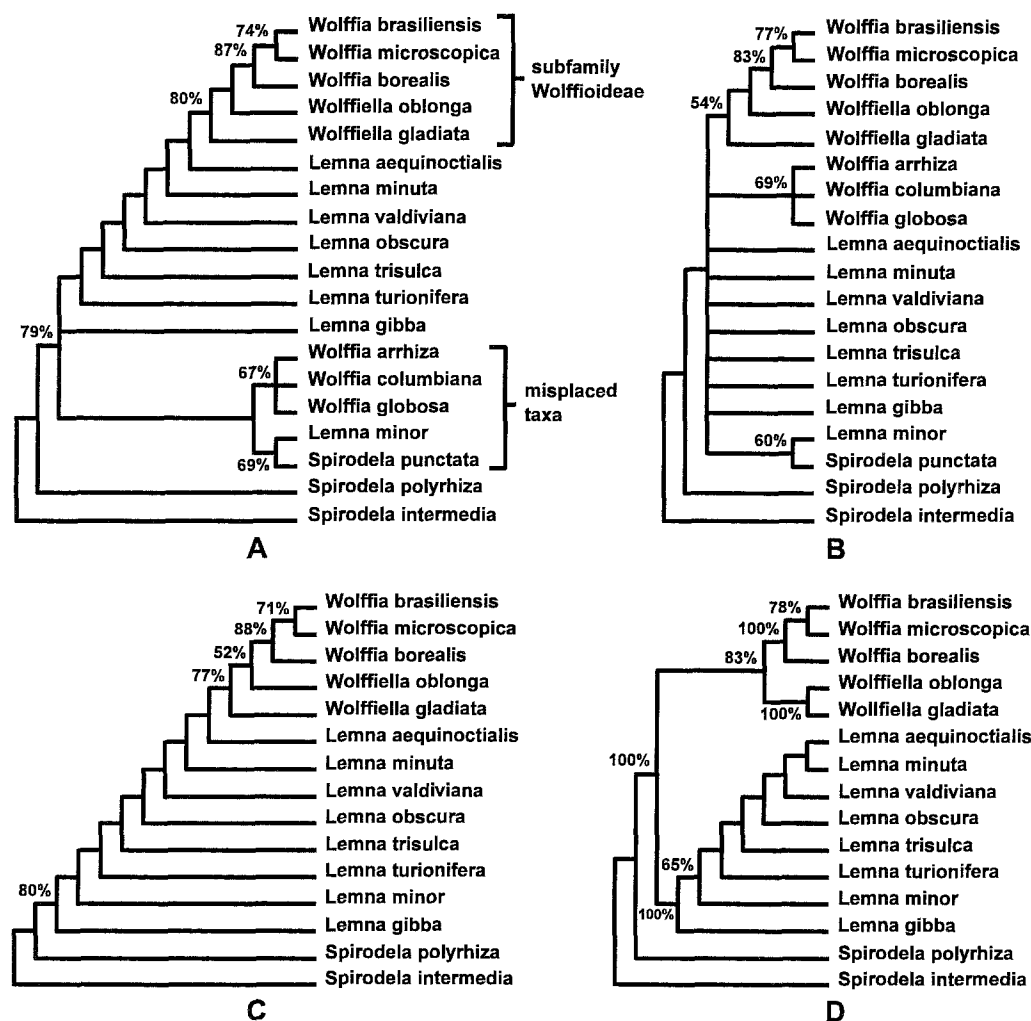 74%
Wolffia brasiliensis
87%
Wolffia microscopica
Wolffia borealis
80%
Wolffiella oblonga
Wolffiella gladiata
subfamily
Wolffioideae
Lemna aequinoctialis
Lemna minuta
Lemna valdiviana
Lemna obscura
Lemna trisulca
Lemna turionifera
79%
Lemna gibba
Wolffia arrhiza
67%
Wolffia columbiana
Wolffia globosa
Lemna minor
69%
Spirodela punctata
misplaced
taxa
Spirodela polyrhiza
Spirodela intermedia
A
77%
Wolffia brasiliensis
83%
Wolffia microscopica
Wolffia borealis
54%
Wolffiella oblonga
Wolffiella gladiata
Wolffia arrhiza
69%
Wolffia columbiana
Wolffia globosa
Lemna aequinoctialis
Lemna minuta
Lemna valdiviana
Lemna obscura
Lemna trisulca
Lemna turionifera
Lemna gibba
60%
Lemna minor
Spirodela punctata
Spirodela polyrhiza
Spirodela intermedia
B
71%
Wolffia brasiliensis
88%
Wolffia microscopica
52%
Wolffia borealis
77%
Wolffiella oblonga
Wolffiella gladiata
Lemna aequinoctialis
Lemna minuta
Lemna valdiviana
Lemna obscura
Lemna trisulca
Lemna turionifera
80%
Lemna minor
Lemna gibba
Spirodela polyrhiza
Spirodela intermedia
C
78%
Wolffia brasiliensis
100%
Wolffia microscopica
83%
Wolffia borealis
Wolffiella oblonga
100%
Wollfiella gladiata
Lemna aequinoctialis
100%
Lemna minuta
Lemna valdiviana
Lemna obscura
Lemna trisulca
65%
Lemna turionifera
Lemna minor
100%
Lemna gibba
Spirodela polyrhiza
Spirodela intermedia
D